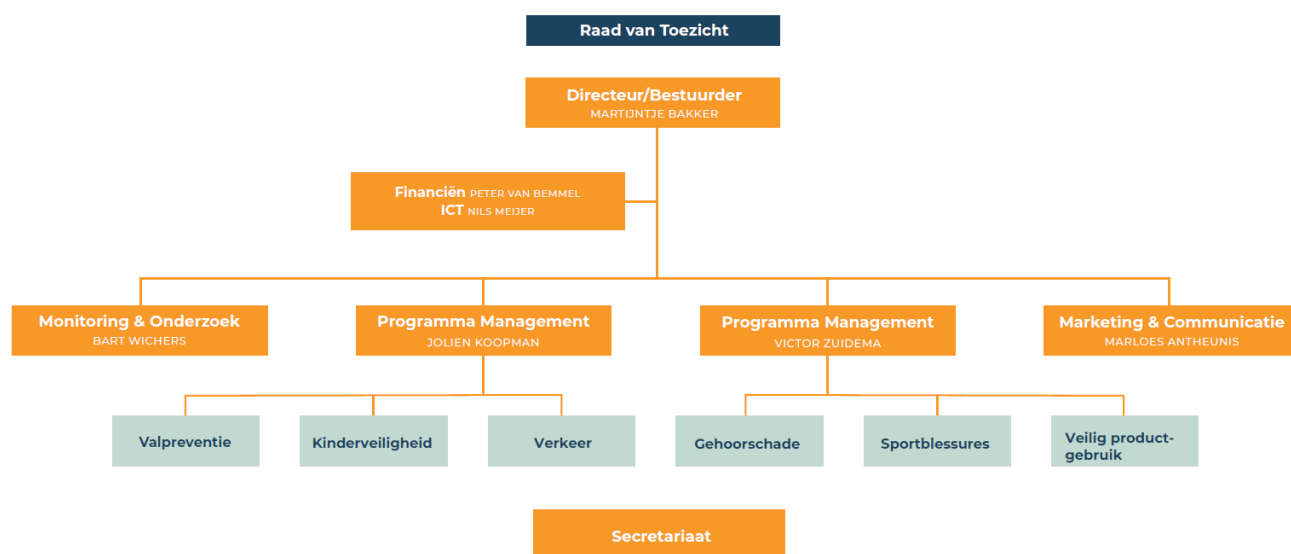 Raad van Toezicht
Directeur/Bestuurder
MARTIJNTJE BAKKER
Financiën PETER VAN BEMMEL
ICT NILS MEIJER
Monitoring & Onderzoek
BART WICHERS
Programma Management
JOLIEN KOOPMAN
Programma Management
VICTOR ZUIDEMA
Marketing & Communicatie
MARLOES ANTHEUNIS
Valpreventie
Kinderveiligheid
Verkeer
Gehoorschade
Sportblessures
Veilig product-
gebruik
Secretariaat